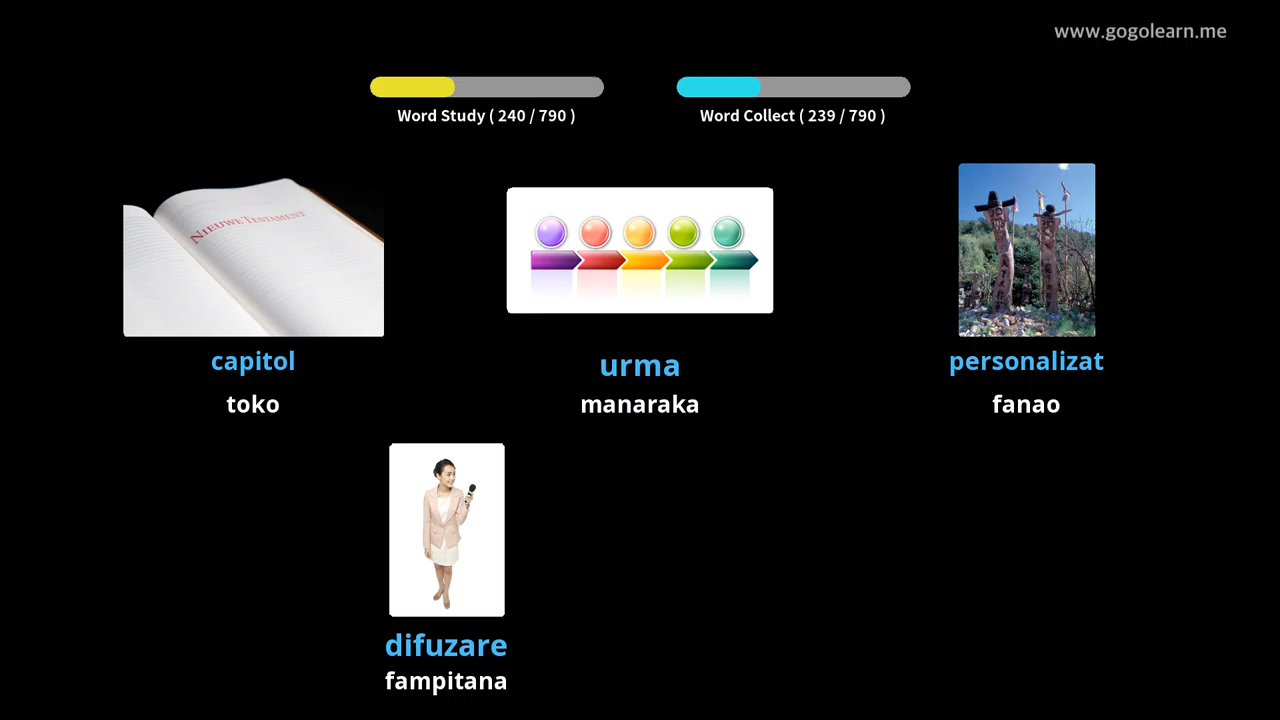 www.gogolearn.me
Word Study ( 240 / 790 )
Word Collect ( 239 / 790 )
NIEUWE TESTAMENT
capitol
toko
urma
manaraka
personalizat
fanao
difuzare
fampitana